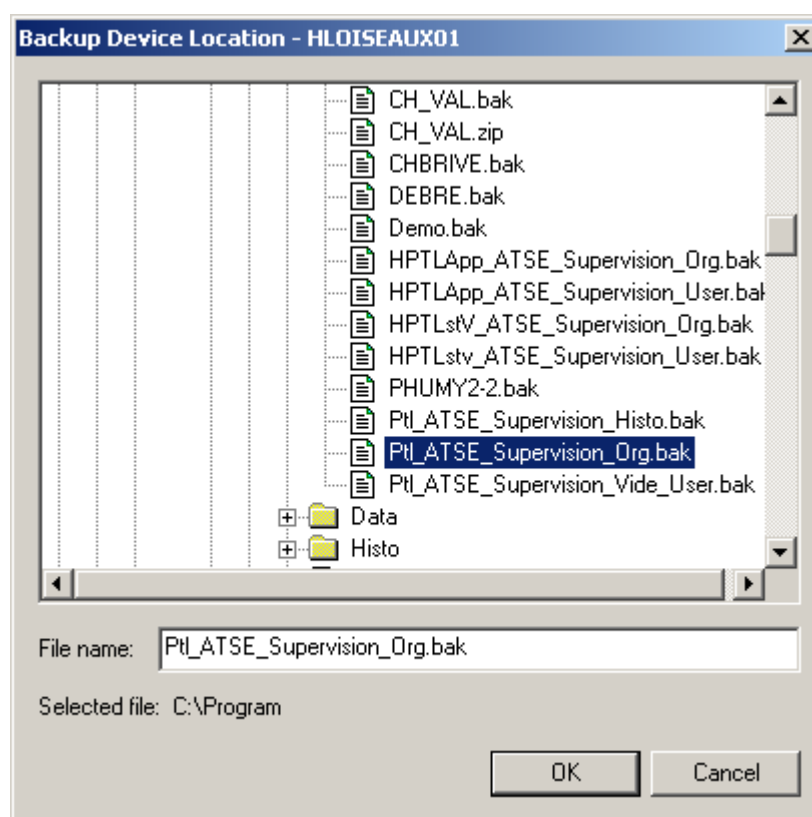 Backup Device Location - HLOISEAUX01
CH_VAL.bak
CH_VAL.zip
CHBRIVE.bak
DEBRE.bak
Demo.bak
HPTLApp_ATSE_Supervision_Org.bak
HPTLApp_ATSE_Supervision_User.bak
HPTLstV_ATSE_Supervision_Org.bak
HPTLstv_ATSE_Supervision_User.bak
PHUMY2-2.bak
Ptl_ATSE_Supervision_Histo.bak
Ptl_ATSE_Supervision_Org.bak
Ptl_ATSE_Supervision_Vide_User.bak
Data
Histo
File name: Ptl_ATSE_Supervision_Org.bak
Selected file: C:\Program
OK Cancel